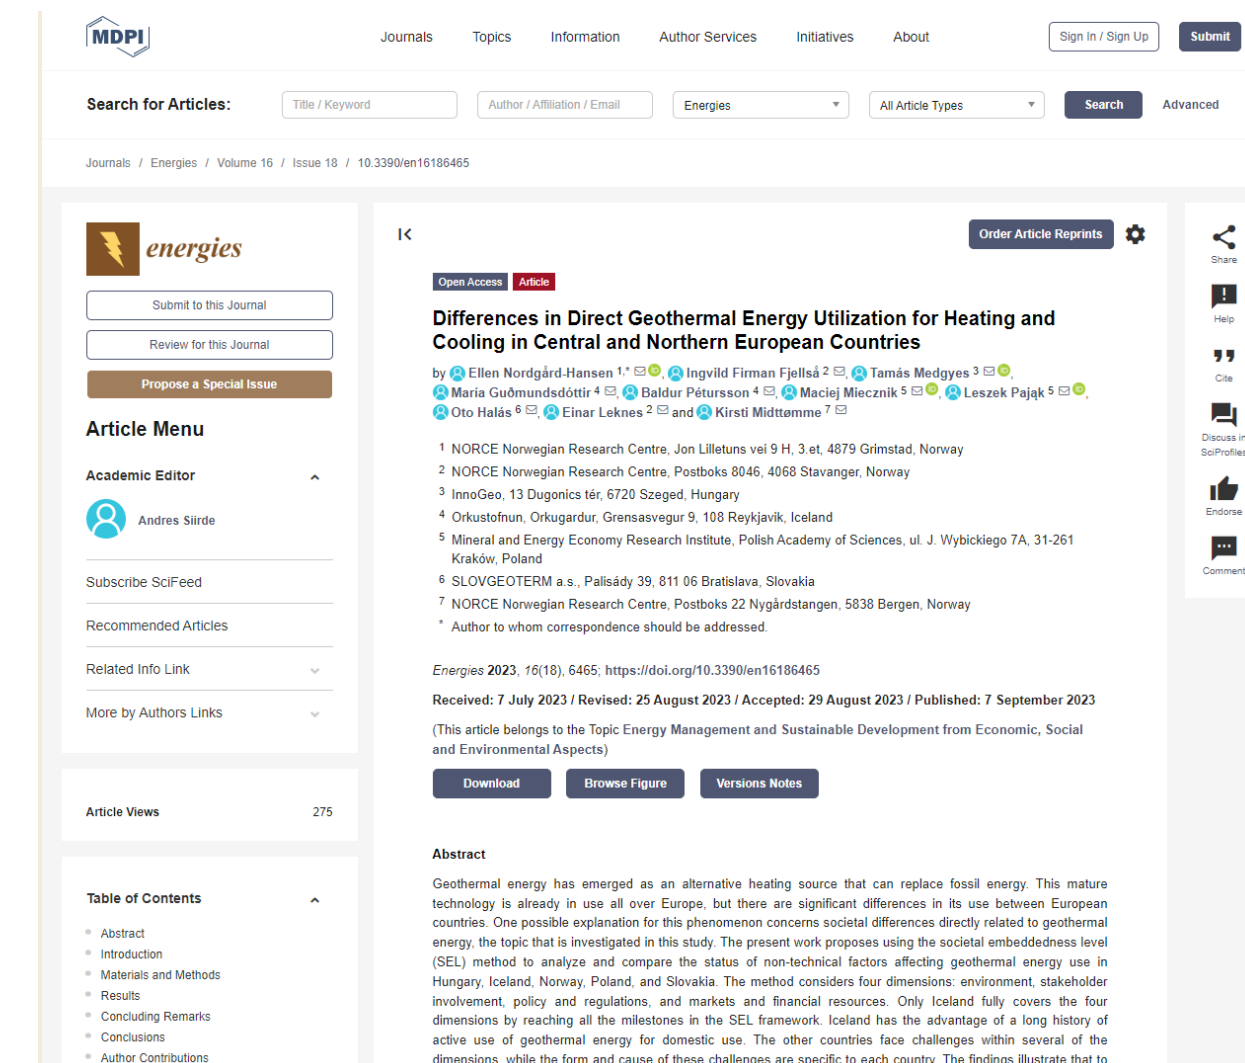 MDPI
Journals Topics Information Author Services Initiatives About Sign In / Sign Up Submit
Search for Articles: Title / Keyword Author / Affiliation / Email Energies All Article Types Search Advanced
Journals / Energies / Volume 16 / Issue 18 / 10.3390/en16186465
energies
Submit to this Journal
Review for this Journal
Propose a Special Issue
Article Menu
Academic Editor
Andres Siirde
Subscribe SciFeed
Recommended Articles
Related Info Link
More by Authors Links
Article Views 275
Table of Contents
Abstract
Introduction
Materials and Methods
Results
Concluding Remarks
Conclusions
Author Contributions
Order Article Reprints
Open Access Article
Differences in Direct Geothermal Energy Utilization for Heating and
Cooling in Central and Northern European Countries
by Ellen Nordgård-Hansen 1,* , Ingvild Firman Fjellså 2 , Tamás Medgyes 3 ,
María Guðmundsdóttir 4 , Baldur Pétursson 4 , Maciej Miecznik 5 , Leszek Pająk 5 ,
Oto Halás 6 , Einar Leknes 2 and Kirsti Midttømme 7
1 NORCE Norwegian Research Centre, Jon Lilletuns vei 9 H, 3.et, 4879 Grimstad, Norway
2 NORCE Norwegian Research Centre, Postboks 8046, 4068 Stavanger, Norway
3 InnoGeo, 13 Dugonics tér, 6720 Szeged, Hungary
4 Orkustofnun, Orkugardur, Grensasvegur 9, 108 Reykjavik, Iceland
5 Mineral and Energy Economy Research Institute, Polish Academy of Sciences, ul. J. Wybickiego 7A, 31-261
Kraków, Poland
6 SLOVGEOTERM a.s., Palisády 39, 811 06 Bratislava, Slovakia
7 NORCE Norwegian Research Centre, Postboks 22 Nygårdstangen, 5838 Bergen, Norway
* Author to whom correspondence should be addressed.
Energies 2023, 16(18), 6465; https://doi.org/10.3390/en16186465
Received: 7 July 2023 / Revised: 25 August 2023 / Accepted: 29 August 2023 / Published: 7 September 2023
(This article belongs to the Topic Energy Management and Sustainable Development from Economic, Social
and Environmental Aspects)
Download Browse Figure Versions Notes
Abstract
Geothermal energy has emerged as an alternative heating source that can replace fossil energy. This mature
technology is already in use all over Europe, but there are significant differences in its use between European
countries. One possible explanation for this phenomenon concerns societal differences directly related to geothermal
energy, the topic that is investigated in this study. The present work proposes using the societal embeddedness level
(SEL) method to analyze and compare the status of non-technical factors affecting geothermal energy use in
Hungary, Iceland, Norway, Poland, and Slovakia. The method considers four dimensions: environment, stakeholder
involvement, policy and regulations, and markets and financial resources. Only Iceland fully covers the four
dimensions by reaching all the milestones in the SEL framework. Iceland has the advantage of a long history of
active use of geothermal energy for domestic use. The other countries face challenges within several of the
dimensions, while the form and cause of these challenges are specific to each country. The findings illustrate that to
Share
Help
Cite
Discuss in
SciProfiles
Endorse
Comment